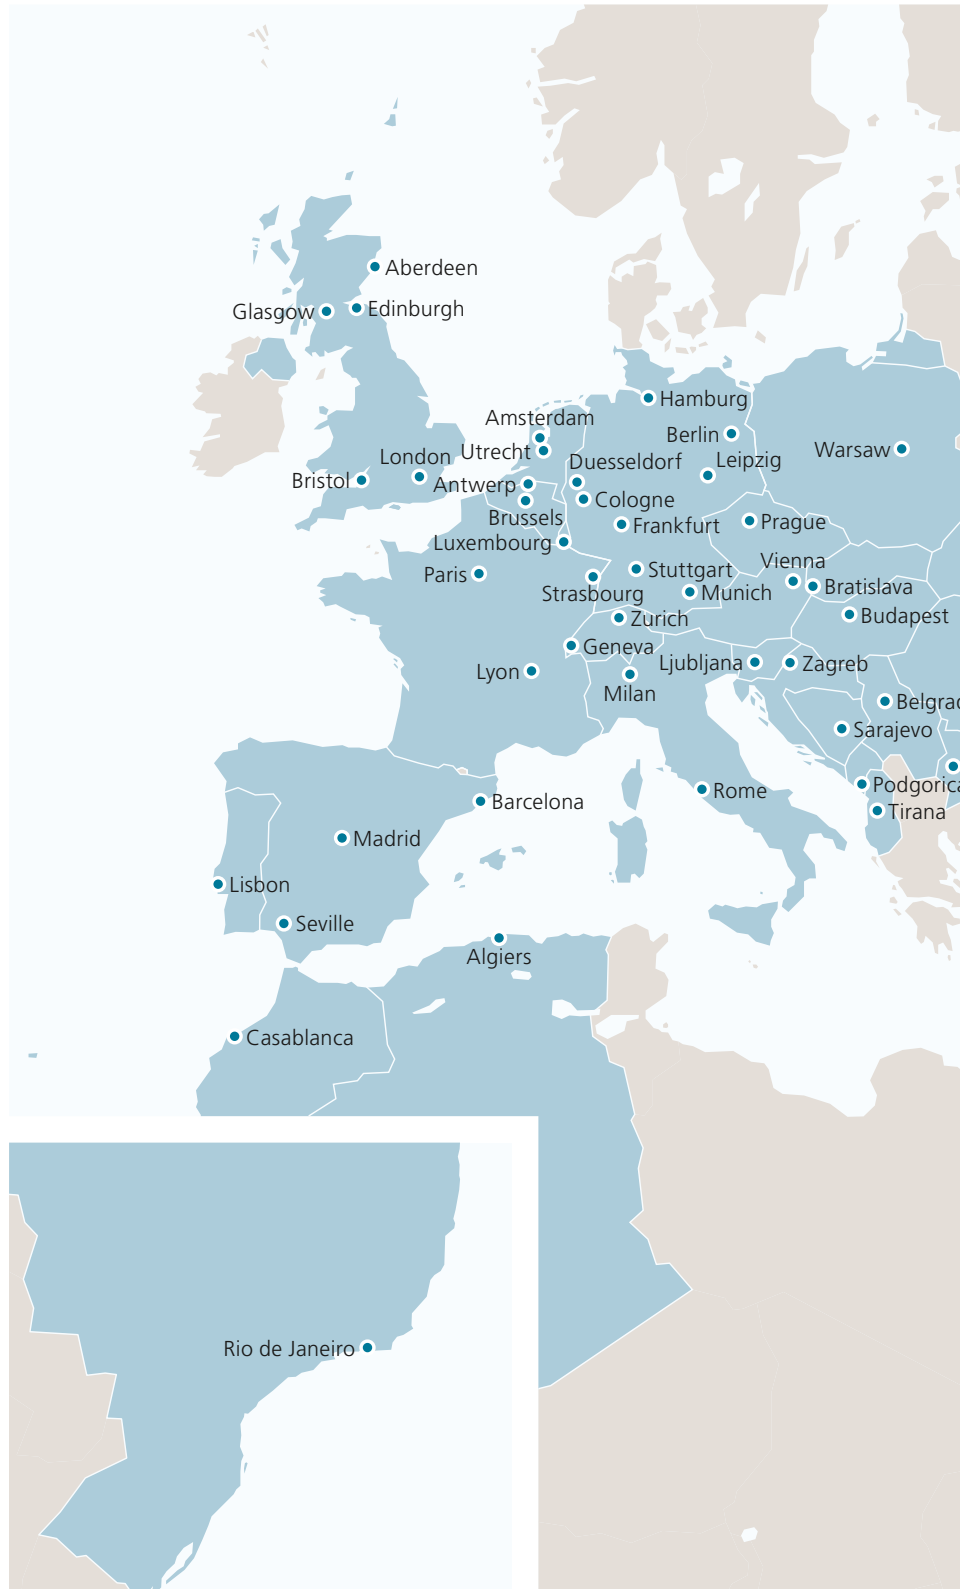 Aberdeen
Glasgow
Edinburgh
Hamburg
Amsterdam
Berlin
Utrecht
Warsaw
London
Duesseldorf
Leipzig
Bristol
Antwerp
Cologne
Brussels
Frankfurt
Prague
Luxembourg
Vienna
Paris
Stuttgart
Strasbourg
Munich
Bratislava
Zurich
Budapest
Geneva
Ljubljana
Zagreb
Lyon
Milan
Belgrad
Sarajevo
Podgorica
Rome
Barcelona
Tirana
Madrid
Lisbon
Seville
Algiers
Casablanca
Rio de Janeiro